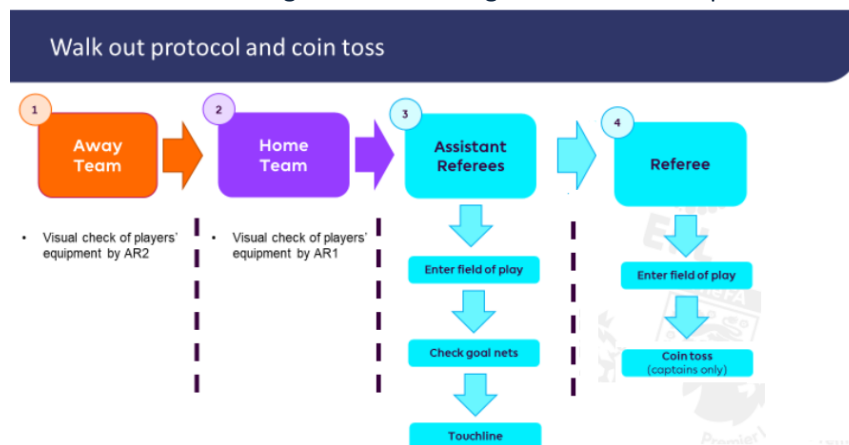 Walk out protocol and coin toss
1
Away
Team
• Visual check of players'
equipment by AR2
2
Home
Team
• Visual check of players'
equipment by AR1
3
Assistant
Referees
Enter field of play
Check goal nets
Touchline
4
Referee
Enter field of play
Coin toss
(captains only)
EFL
Premier